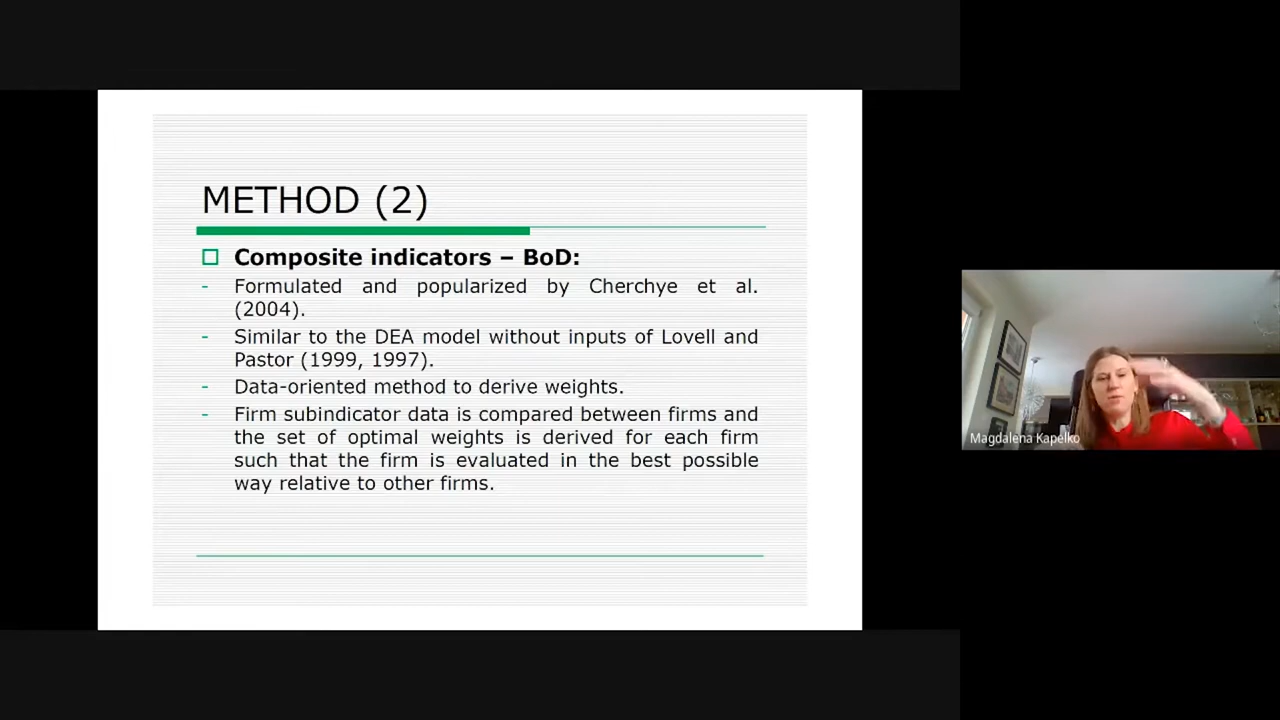 METHOD (2)
Composite indicators – BoD:
- Formulated and popularized by Cherchye et al.
(2004).
- Similar to the DEA model without inputs of Lovell and
Pastor (1999, 1997).
- Data-oriented method to derive weights.
- Firm subindicator data is compared between firms and
the set of optimal weights is derived for each firm
such that the firm is evaluated in the best possible
way relative to other firms.
Magdalena Kapelko